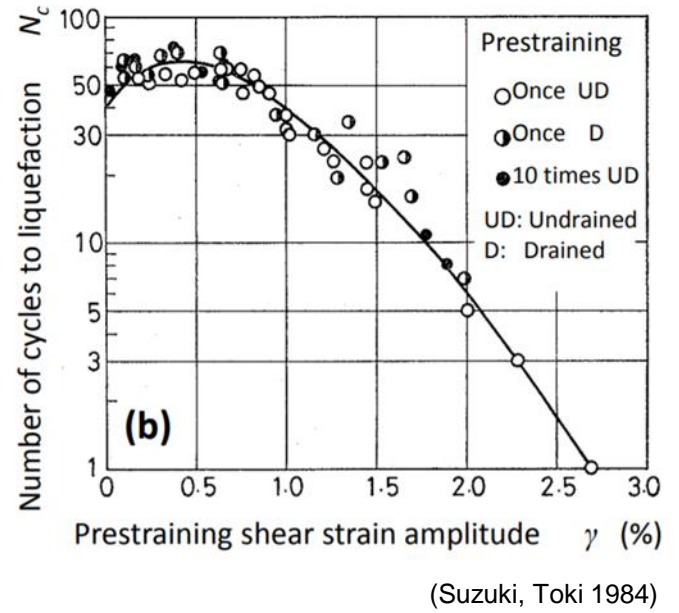 Number of cycles to liquefaction N_c
100
50
30
10
5
3
1
Prestraining
Once UD
Once D
10 times UD
UD: Undrained
D: Drained
(b)
0 0.5 1.0 1.5 2.0 2.5 3.0
Prestraining shear strain amplitude γ (%)
(Suzuki, Toki 1984)